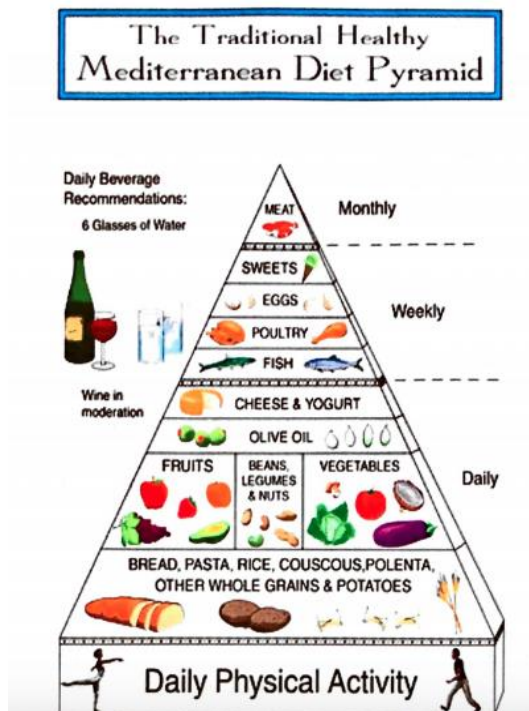 The Traditional Healthy
Mediterranean Diet Pyramid
Daily Beverage
Recommendations:
6 Glasses of Water
Wine in
moderation
MEAT
Monthly
SWEETS
EGGS
Weekly
POULTRY
FISH
CHEESE & YOGURT
OLIVE OIL
FRUITS
BEANS,
LEGUMES
& NUTS
VEGETABLES
Daily
BREAD, PASTA, RICE, COUSCOUS,POLENTA,
OTHER WHOLE GRAINS & POTATOES
Daily Physical Activity